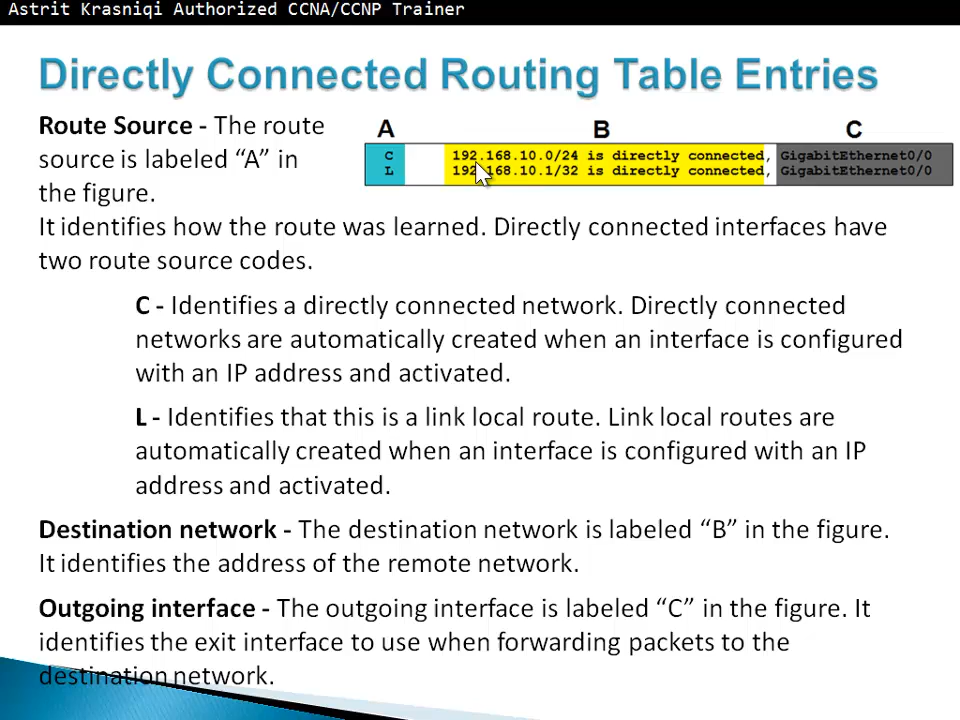 Astrit Krasniqi Authorized CCNA/CCNP Trainer
Directly Connected Routing Table Entries
Route Source - The route
source is labeled “A” in
the figure.
A B C
C 192.168.10.0/24 is directly connected, GigabitEthernet0/0
L 192.168.10.1/32 is directly connected, GigabitEthernet0/0
It identifies how the route was learned. Directly connected interfaces have
two route source codes.
C - Identifies a directly connected network. Directly connected
networks are automatically created when an interface is configured
with an IP address and activated.
L - Identifies that this is a link local route. Link local routes are
automatically created when an interface is configured with an IP
address and activated.
Destination network - The destination network is labeled “B” in the figure.
It identifies the address of the remote network.
Outgoing interface - The outgoing interface is labeled “C” in the figure. It
identifies the exit interface to use when forwarding packets to the
destination network.